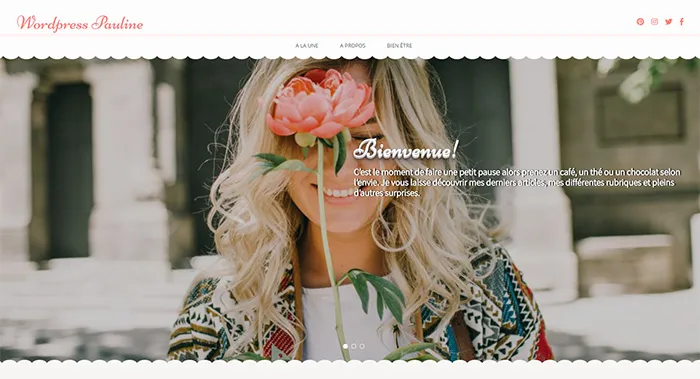 Wordpress Pauline
A LA UNE A PROPOS BIEN ÊTRE
Bienvenue!
C'est le moment de faire une petit pause alors prenez un café, un thé ou un chocolat selon
l'envie. Je vous laisse découvrir mes derniers articles, mes différentes rubriques et pleins
d'autres surprises.